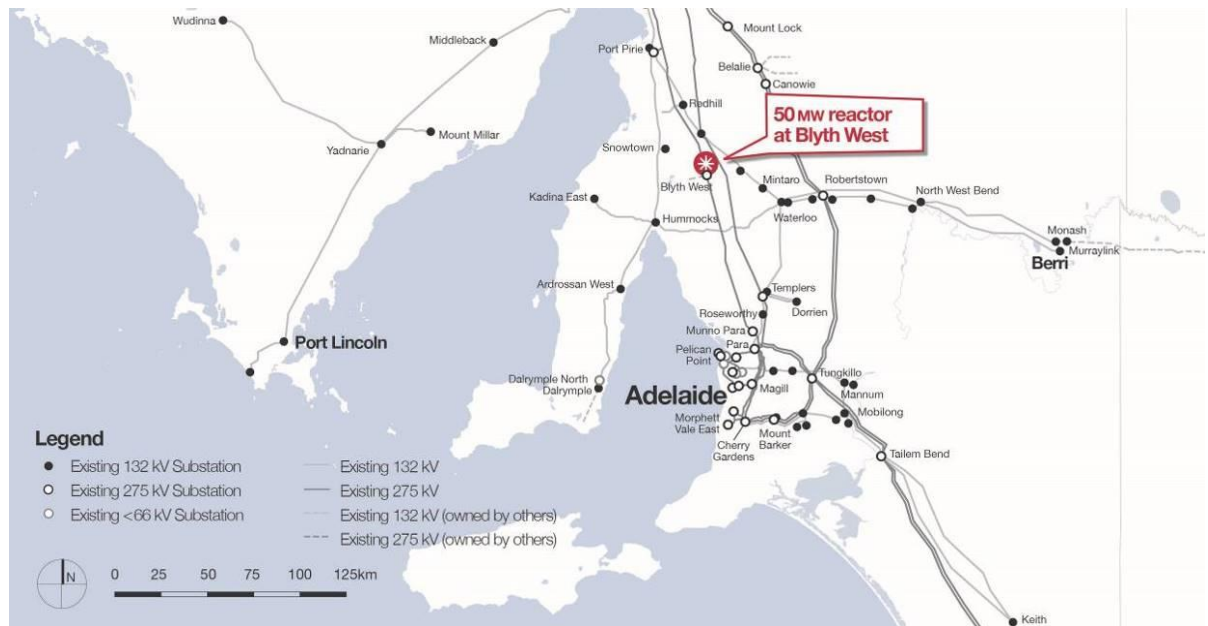 Wudinna
Middleback
Port Pirie
Mount Lock
Belalie
Canowie
Redhill
50 MW reactor
at Blyth West
Mount Millar
Yadnarie
Snowtown
Blyth West
Mintaro
Robertstown
North West Bend
Kadina East
Waterloo
Hummocks
Monash
Murraylink
Berri
Ardrossan West
Templers
Dorrien
Roseworthy
Port Lincoln
Munno Para
Para
Pelican
Point
Tungkillo
Dalrymple North
Dalrymple
Adelaide
Magill
Mannum
Mobilong
Morphett
Vale East
Cherry
Gardens
Mount
Barker
Tailem Bend
Keith
Legend
Existing 132 kV Substation
Existing 275 kV Substation
Existing <66 kV Substation
Existing 132 kV
Existing 275 kV
Existing 132 kV (owned by others)
Existing 275 kV (owned by others)
N
0 25 50 75 100 125km